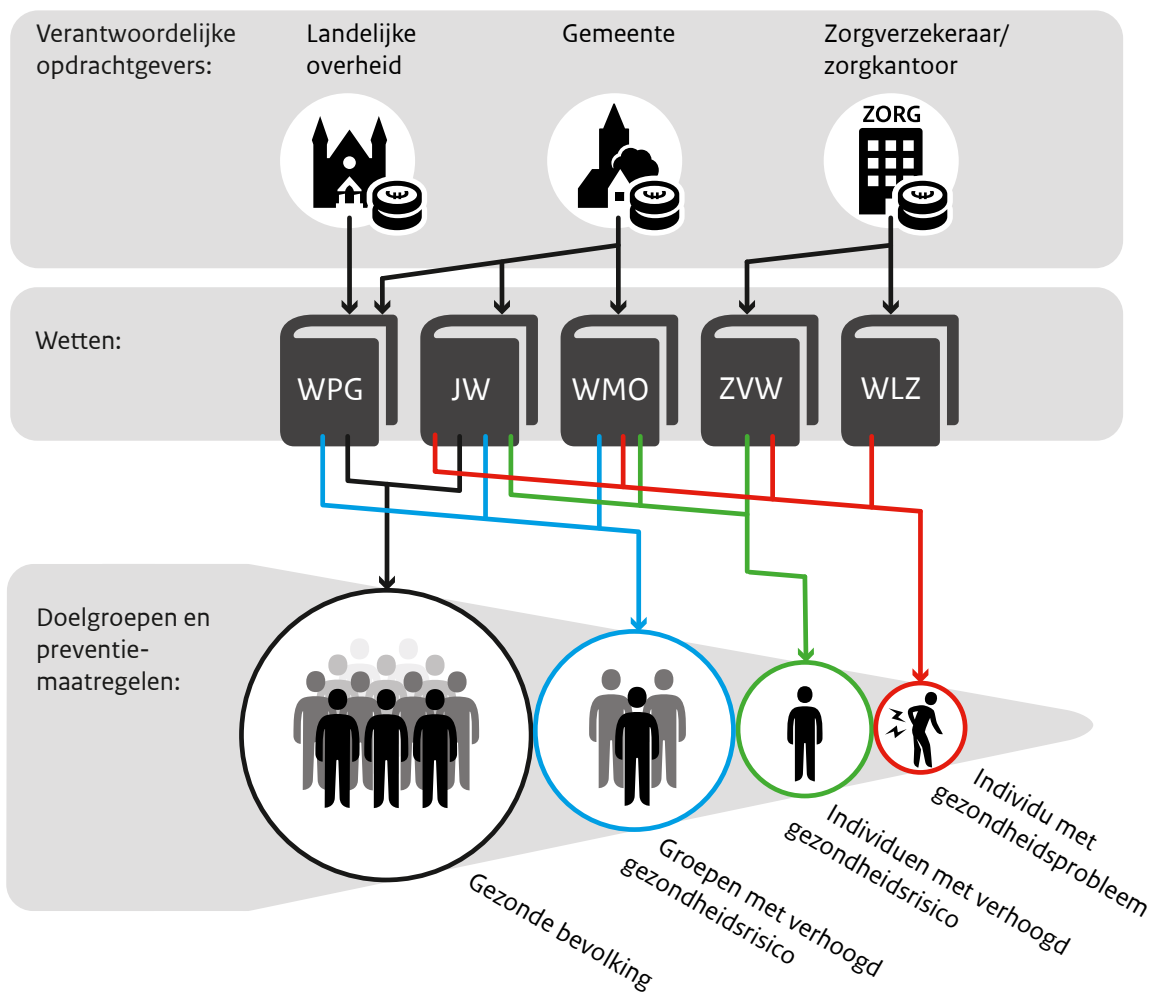 Verantwoordelijke
opdrachtgevers:
Landelijke
overheid
Gemeente
Zorgverzekeraar/
zorgkantoor
ZORG
Wetten:
WPG
JW
WMO
ZVW
WLZ
Doelgroepen en
preventie-
maatregelen:
Gezonde bevolking
Groepen met verhoogd
gezondheidsrisico
Individuen met verhoogd
gezondheidsrisico
Individu met
gezondheidsprobleem